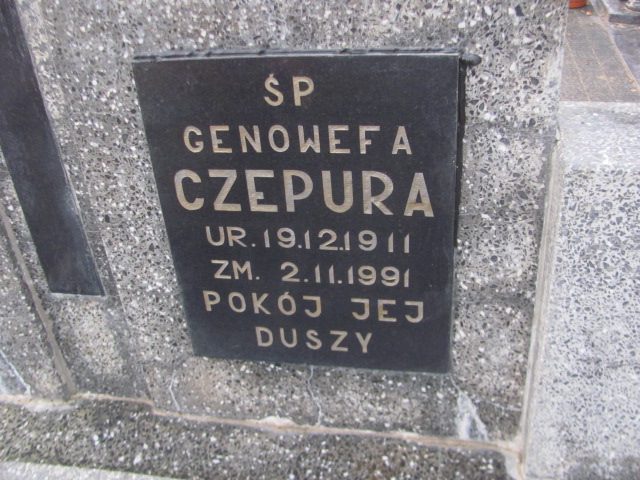 ŚP
GENOWEFA
CZEPURA
UR. 19.12.1911
ZM. 2.11.1991
POKÓJ JEJ
DUSZY